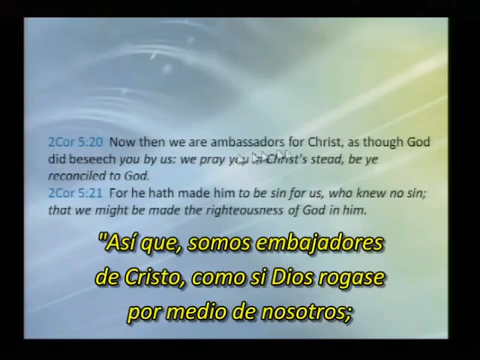 2Cor 5:20 Now then we are ambassadors for Christ, as though God
did beseech you by us: we pray you in Christ's stead, be ye
reconciled to God.
2Cor 5:21 For he hath made him to be sin for us, who knew no sin;
that we might be made the righteousness of God in him.
"Así que, somos embajadores
de Cristo, como si Dios rogase
por medio de nosotros;